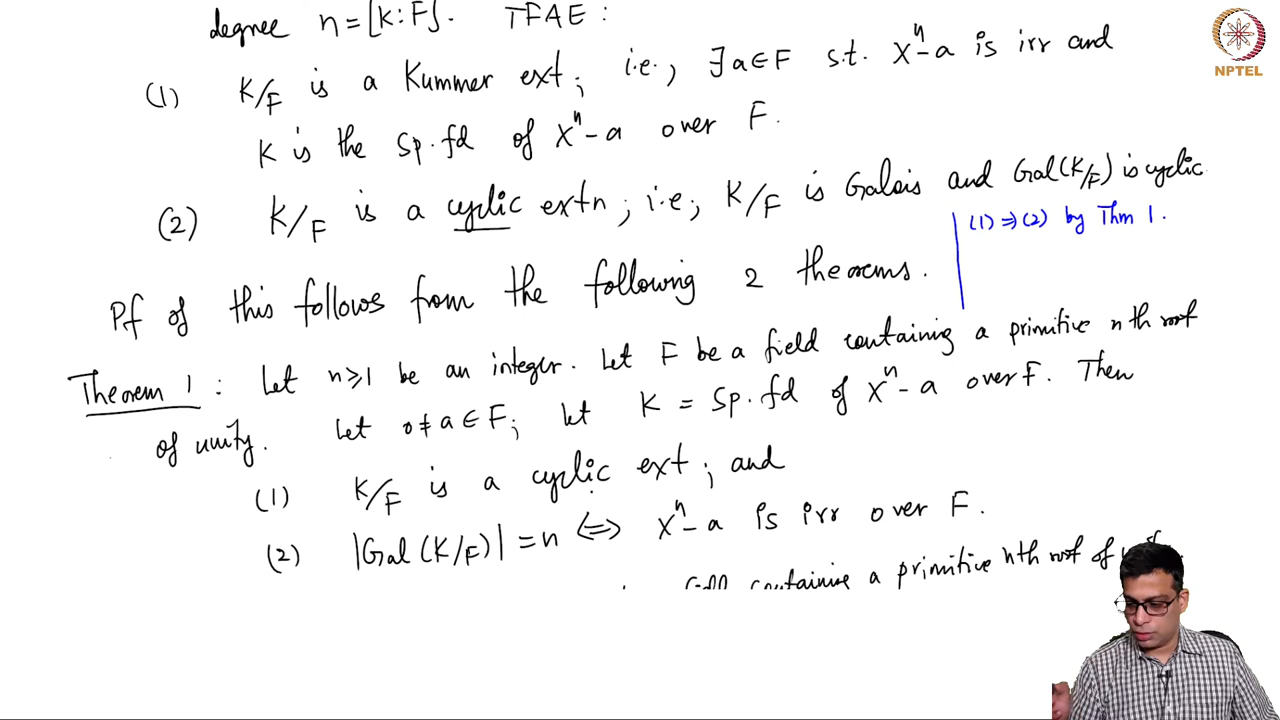 degree n = [K:F]. TFAE :
NPTEL
(1) K/F is a Kummer ext; i.e., ∃ a ∈ F s.t. X^n - a is irr and
K is the Sp. fd of X^n - a over F.
(2) K/F is a cyclic extn; i.e; K/F is Galois and Gal(K/F) is cyclic.
(1) ⇒ (2) by Thm 1.
Pf of this follows from the following 2 theorems.
Theorem 1 : Let n ≥ 1 be an integer. Let F be a field containing a primitive nth root
of unity. Let 0 ≠ a ∈ F; let K = Sp. fd of X^n - a over F. Then
(1) K/F is a cyclic ext; and
(2) |Gal(K/F)| = n ⇔ X^n - a is irr over F.
containing a primitive nth root of